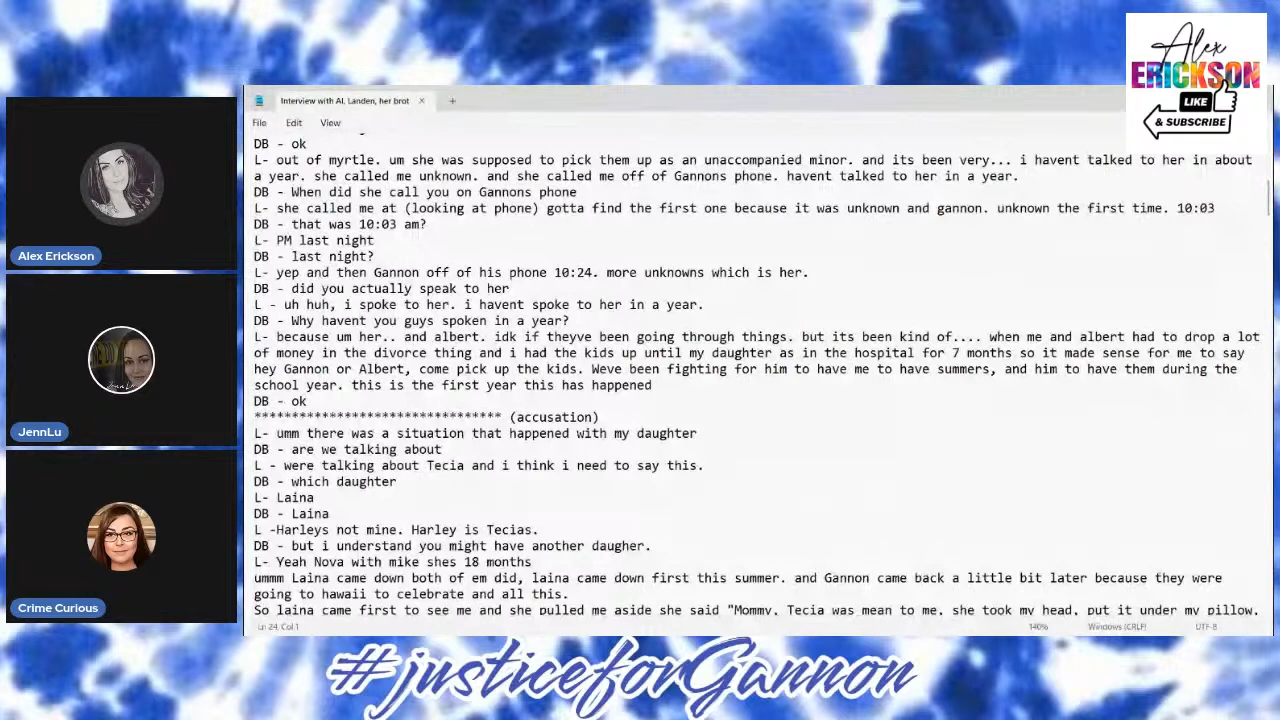 Alex
ERICKSON
LIKE
& SUBSCRIBE
Interview with Al, Landen, her brot
File Edit View
DB - ok
L- out of myrtle. um she was supposed to pick them up as an unaccompanied minor. and its been very... i havent talked to her in about
a year. she called me unknown. and she called me off of Gannons phone. havent talked to her in a year.
DB - When did she call you on Gannons phone
L- she called me at (looking at phone) gotta find the first one because it was unknown and gannon. unknown the first time. 10:03
DB - that was 10:03 am?
L- PM last night
DB - last night?
L- yep and then Gannon off of his phone 10:24. more unknowns which is her.
DB - did you actually speak to her
L - uh huh, i spoke to her. i havent spoke to her in a year.
DB - Why havent you guys spoken in a year?
L- because um her.. and albert. idk if theyve been going through things. but its been kind of.... when me and albert had to drop a lot
of money in the divorce thing and i had the kids up until my daughter as in the hospital for 7 months so it made sense for me to say
hey Gannon or Albert, come pick up the kids. Weve been fighting for him to have me to have summers, and him to have them during the
school year. this is the first year this has happened
DB - ok
******************************** (accusation)
L- umm there was a situation that happened with my daughter
DB - are we talking about
L - were talking about Tecia and i think i need to say this.
DB - which daughter
L- Laina
DB - Laina
L -Harleys not mine. Harley is Tecias.
DB - but i understand you might have another daugher.
L- Yeah Nova with mike shes 18 months
ummm Laina came down both of em did, laina came down first this summer. and Gannon came back a little bit later because they were
going to hawaii to celebrate and all this.
So laina came first to see me and she pulled me aside she said "Mommy, Tecia was mean to me, she took my head, put it under my pillow,
Ln 24, Col 1 140% Windows (CRLF) UTF-8
Alex Erickson
JennLu
Crime Curious
#justiceforGannon